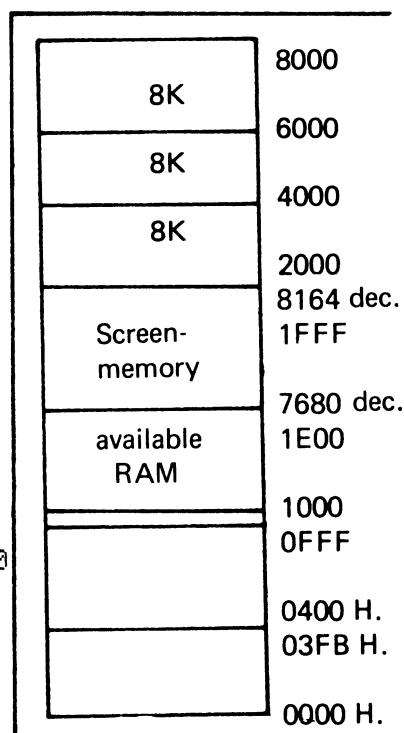 8000
8K
6000
8K
4000
8K
2000
8164 dec.
Screen- 1FFF
memory
7680 dec.
available 1E00
RAM
1000
0FFF
0400 H.
03FB H.
0000 H.